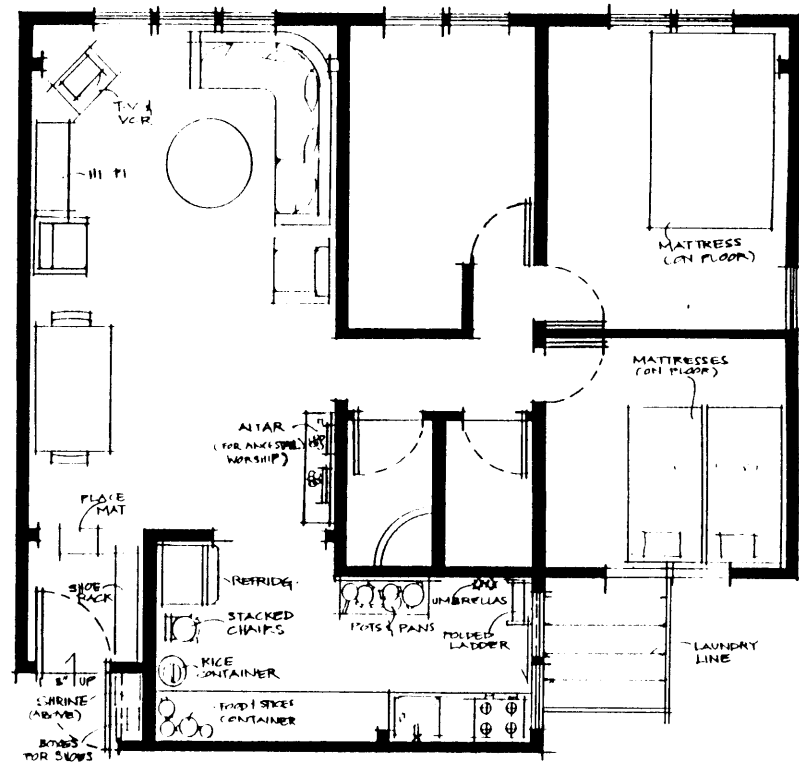 T.V &
VCR
HI FI
MATTRESS
(ON FLOOR)
MATTRESSES
(ON FLOOR)
ALTAR
(FOR ANCESTRAL
WORSHIP)
PLACE
MAT
SHOE
RACK
REFRIDG.
STACKED
CHAIRS
RICE
CONTAINER
FOOD & SPICES
CONTAINER
POTS & PANS
UMBRELLAS
FOLDED
LADDER
LAUNDRY
LINE
8" UP
SHRINE
(ABOVE)
BOXES
FOR SHOES